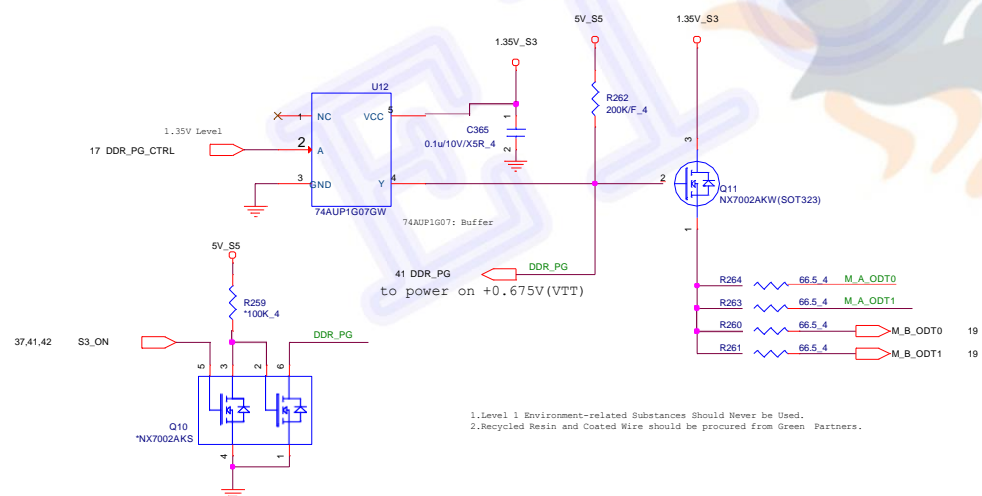 5V_S5
1.35V_S3
1.35V_S3
U12
R262
200K/F_4
1 NC VCC 5
1.35V Level
C365
0.1u/10V/X5R_4
1
2
17 DDR_PG_CTRL
2 A
3 GND Y 4
3
2
Q11
NX7002AKW(SOT323)
1
74AUP1G07GW
74AUP1G07: Buffer
5V_S5
41 DDR_PG
DDR_PG
to power on +0.675V(VTT)
R264 66.5_4 M_A_ODT0
R263 66.5_4 M_A_ODT1
R260 66.5_4 M_B_ODT0 19
R261 66.5_4 M_B_ODT1 19
R259
*100K_4
37,41,42 S3_ON
DDR_PG
5 3 2 6
Q10
*NX7002AKS
4 1
1.Level 1 Environment-related Substances Should Never be Used.
2.Recycled Resin and Coated Wire should be procured from Green Partners.